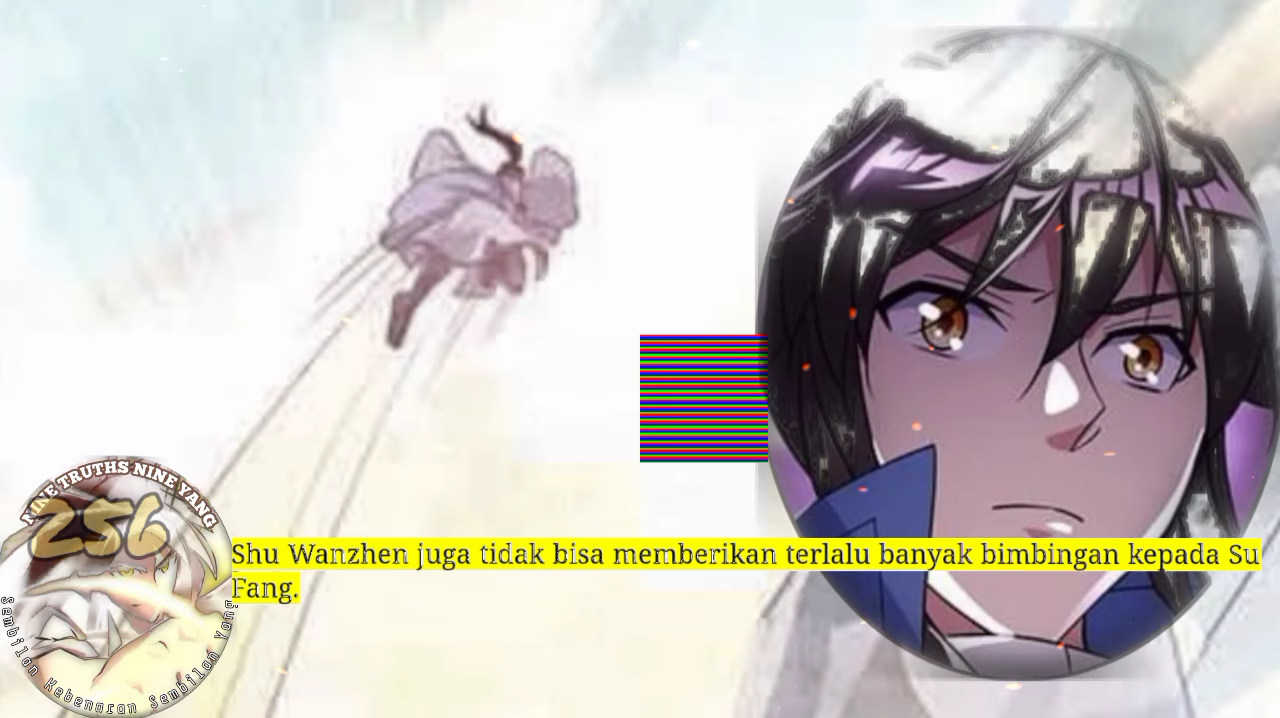 NINE TRUTHS NINE YANG
256
Shu Wanzhen juga tidak bisa memberikan terlalu banyak bimbingan kepada Su
Fang.
Sembilan Kebenaran Sembilan Yang